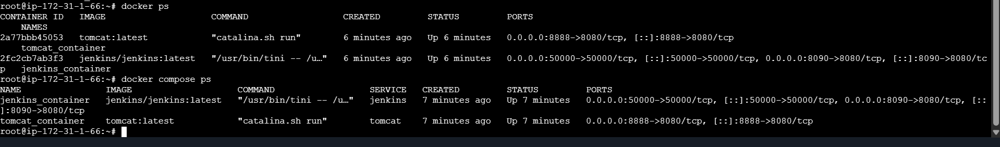 root@ip-172-31-1-66:~# docker ps
CONTAINER ID   IMAGE                    COMMAND                  CREATED         STATUS         PORTS
    NAMES
2a77bbb45053   tomcat:latest            "catalina.sh run"        6 minutes ago   Up 6 minutes   0.0.0.0:8888->8080/tcp, [::]:8888->8080/tcp
    tomcat_container
2fc2cb7ab3f3   jenkins/jenkins:latest   "/usr/bin/tini -- /u…"   6 minutes ago   Up 6 minutes   0.0.0.0:50000->50000/tcp, [::]:50000->50000/tcp, 0.0.0.0:8090->8080/tcp, [::]:8090->8080/tc
p   jenkins_container
root@ip-172-31-1-66:~# docker compose ps
NAME                IMAGE                    COMMAND                  SERVICE   CREATED         STATUS         PORTS
jenkins_container   jenkins/jenkins:latest   "/usr/bin/tini -- /u…"   jenkins   7 minutes ago   Up 7 minutes   0.0.0.0:50000->50000/tcp, [::]:50000->50000/tcp, 0.0.0.0:8090->8080/tcp, [::
]:8090->8080/tcp
tomcat_container    tomcat:latest            "catalina.sh run"        tomcat    7 minutes ago   Up 7 minutes   0.0.0.0:8888->8080/tcp, [::]:8888->8080/tcp
root@ip-172-31-1-66:~#